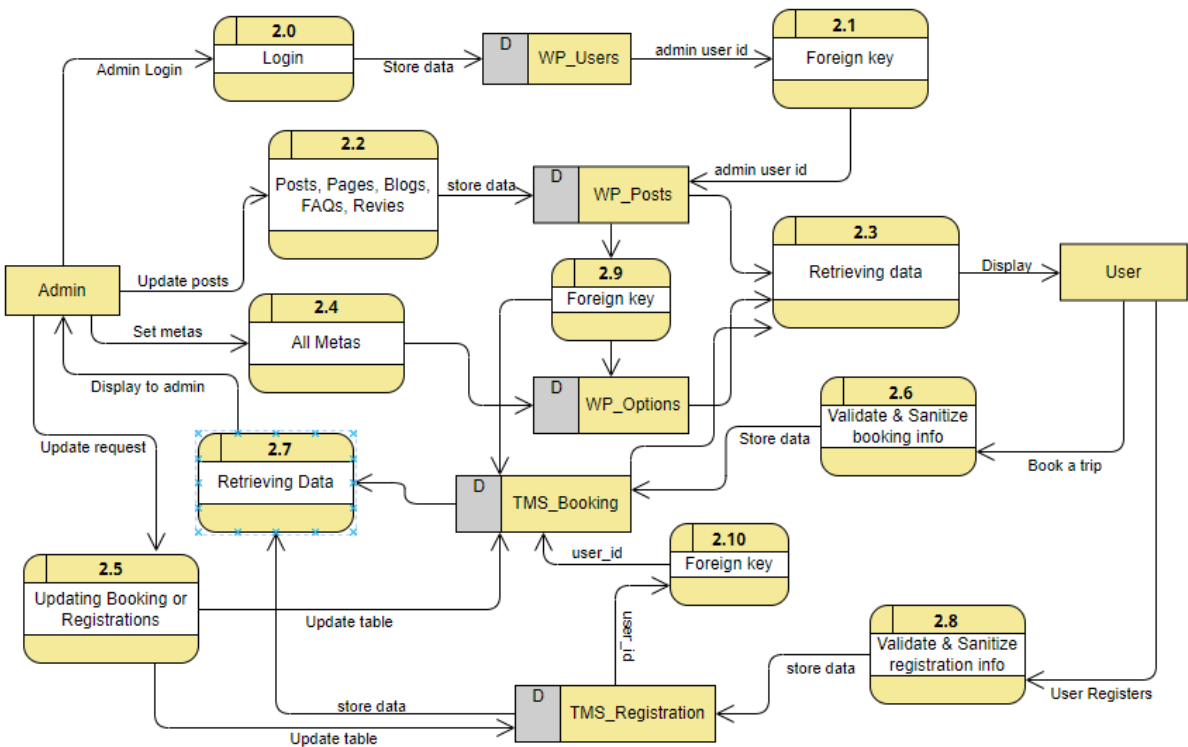 2.0
Login
Admin Login
Store data
D
WP_Users
admin user id
2.1
Foreign key
2.2
Posts, Pages, Blogs,
FAQs, Revies
store data
D
WP_Posts
admin user id
2.3
Retrieving data
Display
User
Admin
Update posts
2.9
Foreign key
2.4
All Metas
Set metas
Display to admin
D
WP_Options
2.6
Validate & Sanitize
booking info
Store data
Book a trip
Update request
2.7
Retrieving Data
D
TMS_Booking
2.10
Foreign key
user_id
2.5
Updating Booking or
Registrations
Update table
user_id
2.8
Validate & Sanitize
registration info
store data
User Registers
store data
D
TMS_Registration
Update table